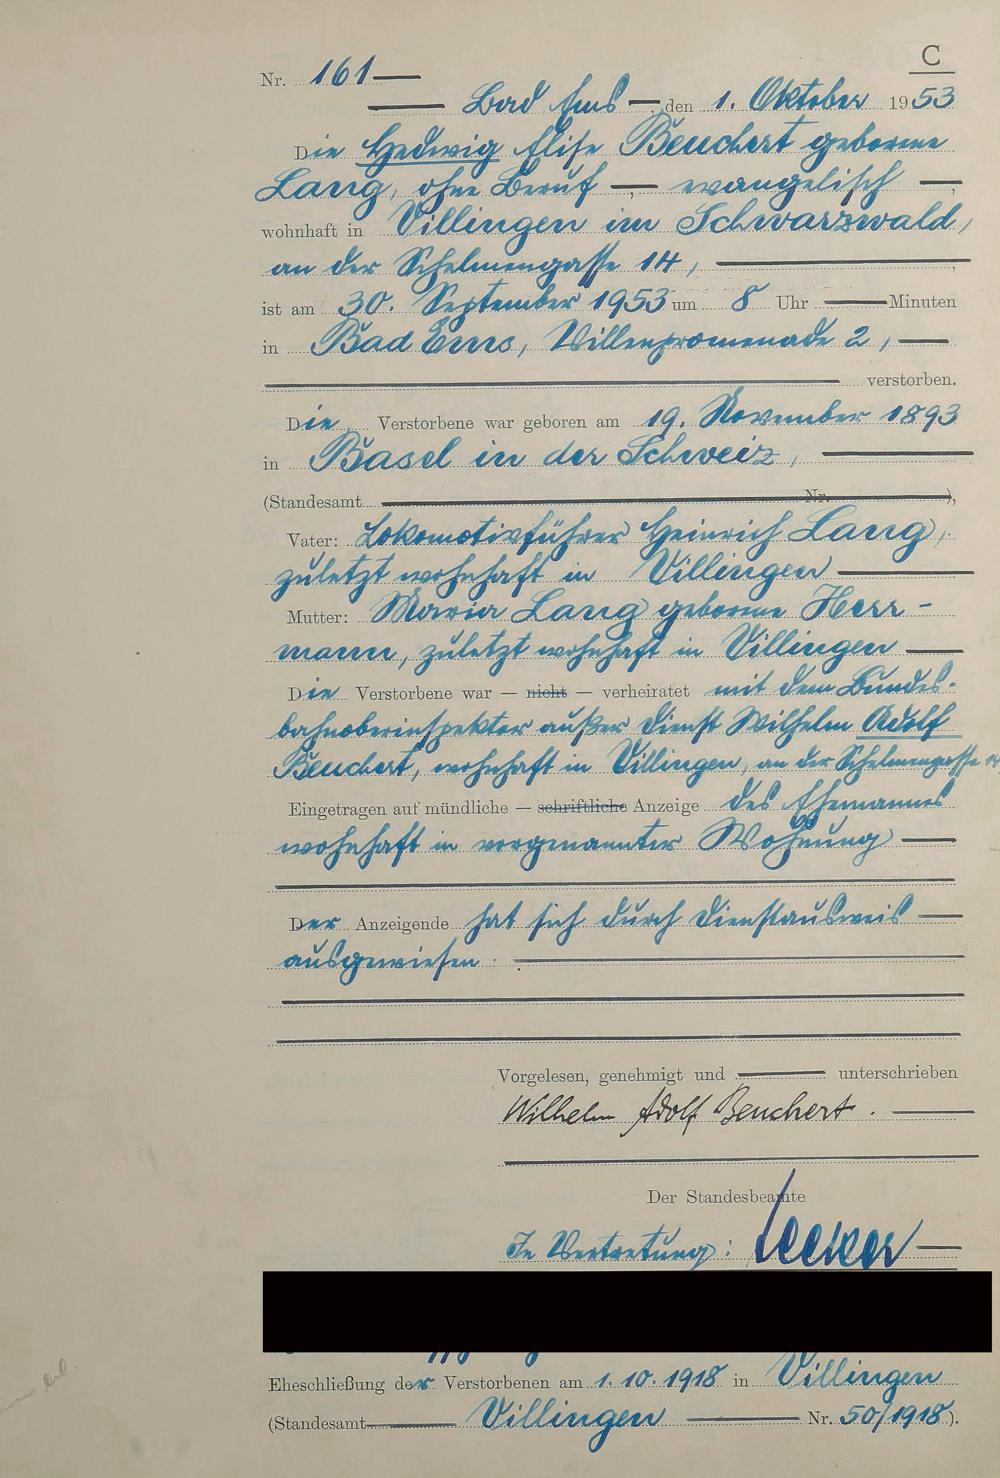 C
Nr. 161
Bad Ems, den 1. Oktober 1953
Die Hedwig Elise Beuchert geborene
Lang, ohne Beruf, evangelisch,
wohnhaft in Villingen im Schwarzwald,
an der Schelmengasse 14,
ist am 30. September 1953 um 8 Uhr Minuten
in Bad Ems, Villenpromenade 2,
verstorben.
Die Verstorbene war geboren am 19. November 1893
in Basel in der Schweiz,
(Standesamt Nr. ),
Vater: Lokomotivführer Heinrich Lang,
zuletzt wohnhaft in Villingen
Mutter: Maria Lang geborene Herr-
mann, zuletzt wohnhaft in Villingen
Die Verstorbene war — nicht — verheiratet mit dem Bundes-
bahnoberinspektor außer Dienst Wilhelm Adolf
Beuchert, wohnhaft in Villingen, an der Schelmengasse 14
Eingetragen auf mündliche — schriftliche Anzeige des Ehemannes
wohnhaft in vorgenannter Wohnung
Der Anzeigende hat sich durch Dienstausweis
ausgewiesen.
Vorgelesen, genehmigt und unterschrieben
Wilhelm Adolf Beuchert.
Der Standesbeamte
In Vertretung:
Eheschließung der Verstorbenen am 1.10.1918 in Villingen
(Standesamt Villingen Nr. 50/1918).